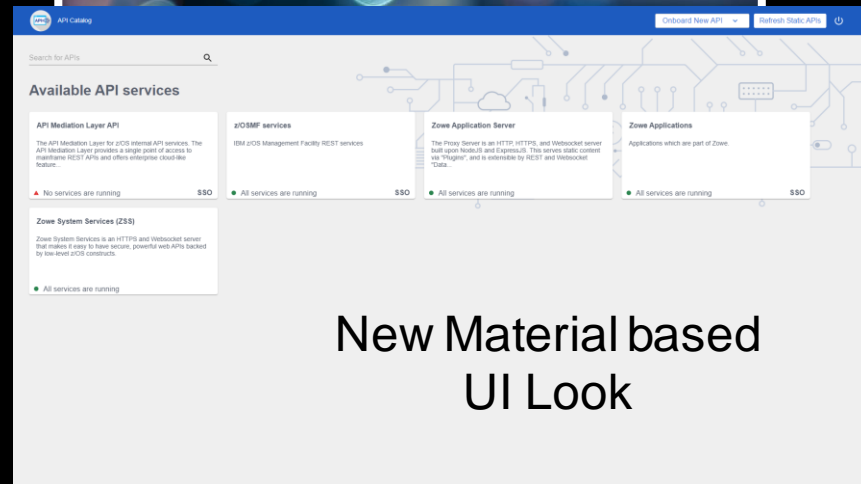 API Catalog
Onboard New API
Refresh Static APIs
Search for APIs
Available API services
API Mediation Layer API
The API Mediation Layer for z/OS internal API services. The
API Mediation Layer provides a single point of access to
mainframe REST APIs and offers enterprise cloud-like
feature...
No services are running
SSO
z/OSMF services
IBM z/OS Management Facility REST services
All services are running
SSO
Zowe Application Server
The Proxy Server is an HTTP, HTTPS, and Websocket server
built upon NodeJS and ExpressJS. This serves static content
via "Plugins", and is extensible by REST and Websocket
"Data...
All services are running
Zowe Applications
Applications which are part of Zowe.
All services are running
SSO
Zowe System Services (ZSS)
Zowe System Services is an HTTPS and Websocket server
that makes it easy to have secure, powerful web APIs backed
by low-level z/OS constructs.
All services are running
New Material based
UI Look